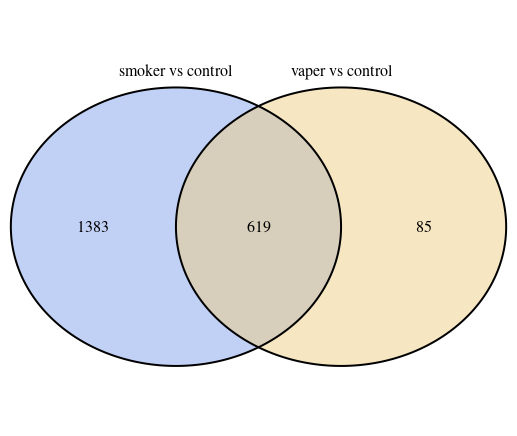 smoker vs control
vaper vs control
1383
619
85